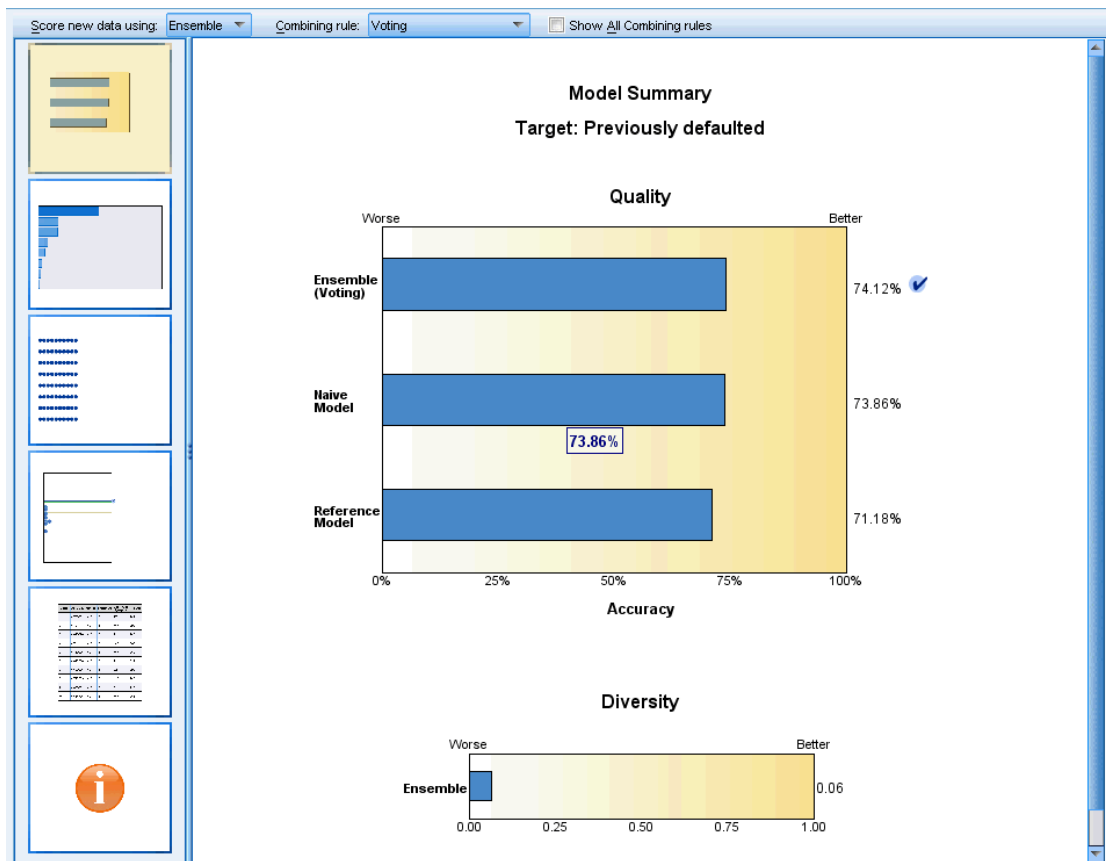 Score new data using: Ensemble Combining rule: Voting Show All Combining rules
Model Summary
Target: Previously defaulted
Quality
Worse Better
Ensemble
(Voting)
74.12%
Naive
Model
73.86%
73.86%
Reference
Model
71.18%
0% 25% 50% 75% 100%
Accuracy
Diversity
Worse Better
Ensemble 0.06
0.00 0.25 0.50 0.75 1.00
i